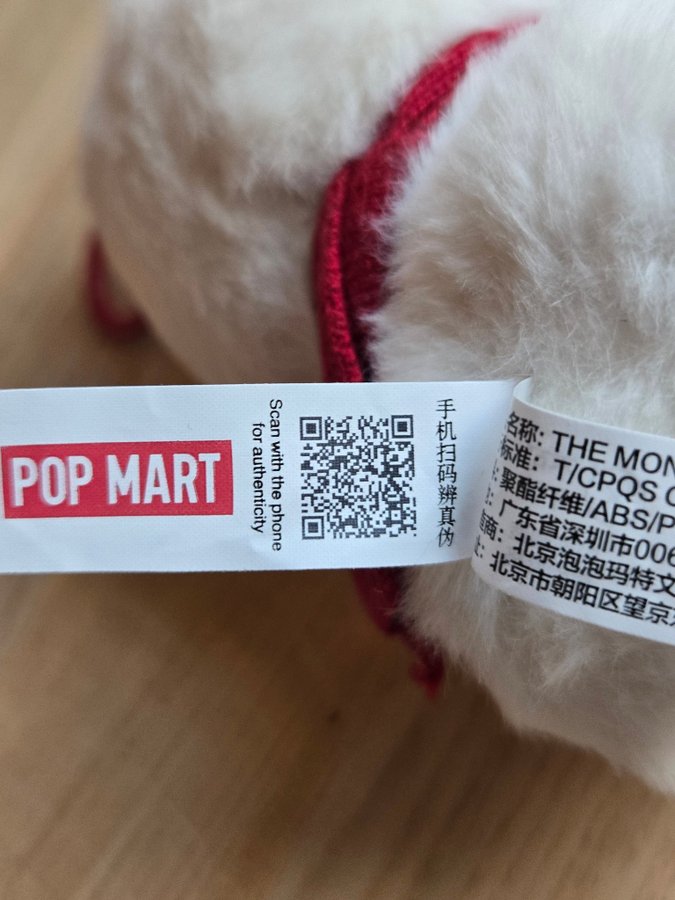 POP MART
Scan with the phone
for authenticity
手机扫码辨真伪
名称: THE MON
标准: T/CPQS C
聚酯纤维/ABS/P
广东省深圳市006
商: 北京泡泡玛特文
北京市朝阳区望京